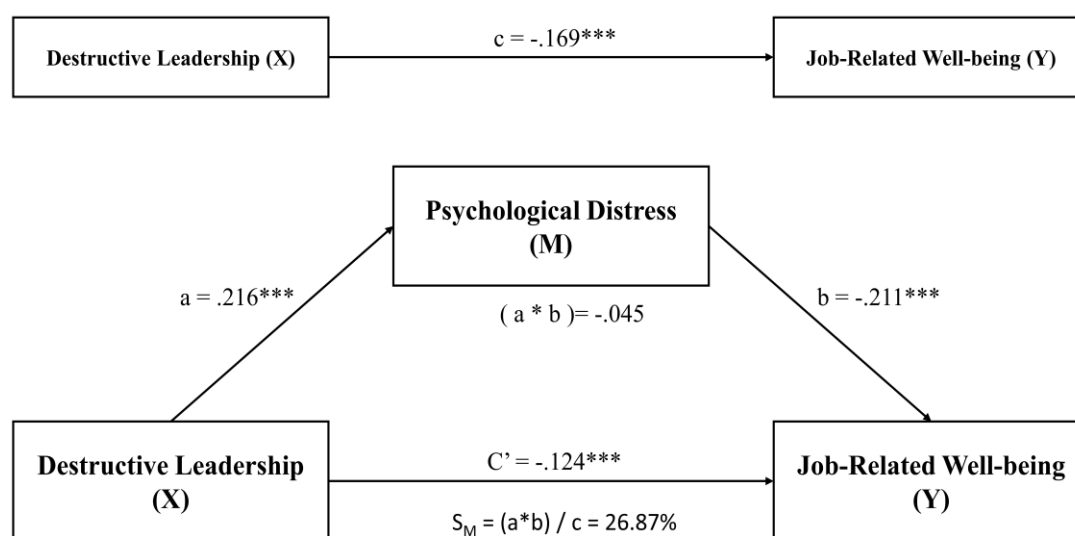 c = -.169***
Destructive Leadership (X)
Job-Related Well-being (Y)
Psychological Distress
(M)
a = .216***
b = -.211***
( a * b )= -.045
Destructive Leadership
(X)
C’ = -.124***
Job-Related Well-being
(Y)
S_M = (a*b) / c = 26.87%